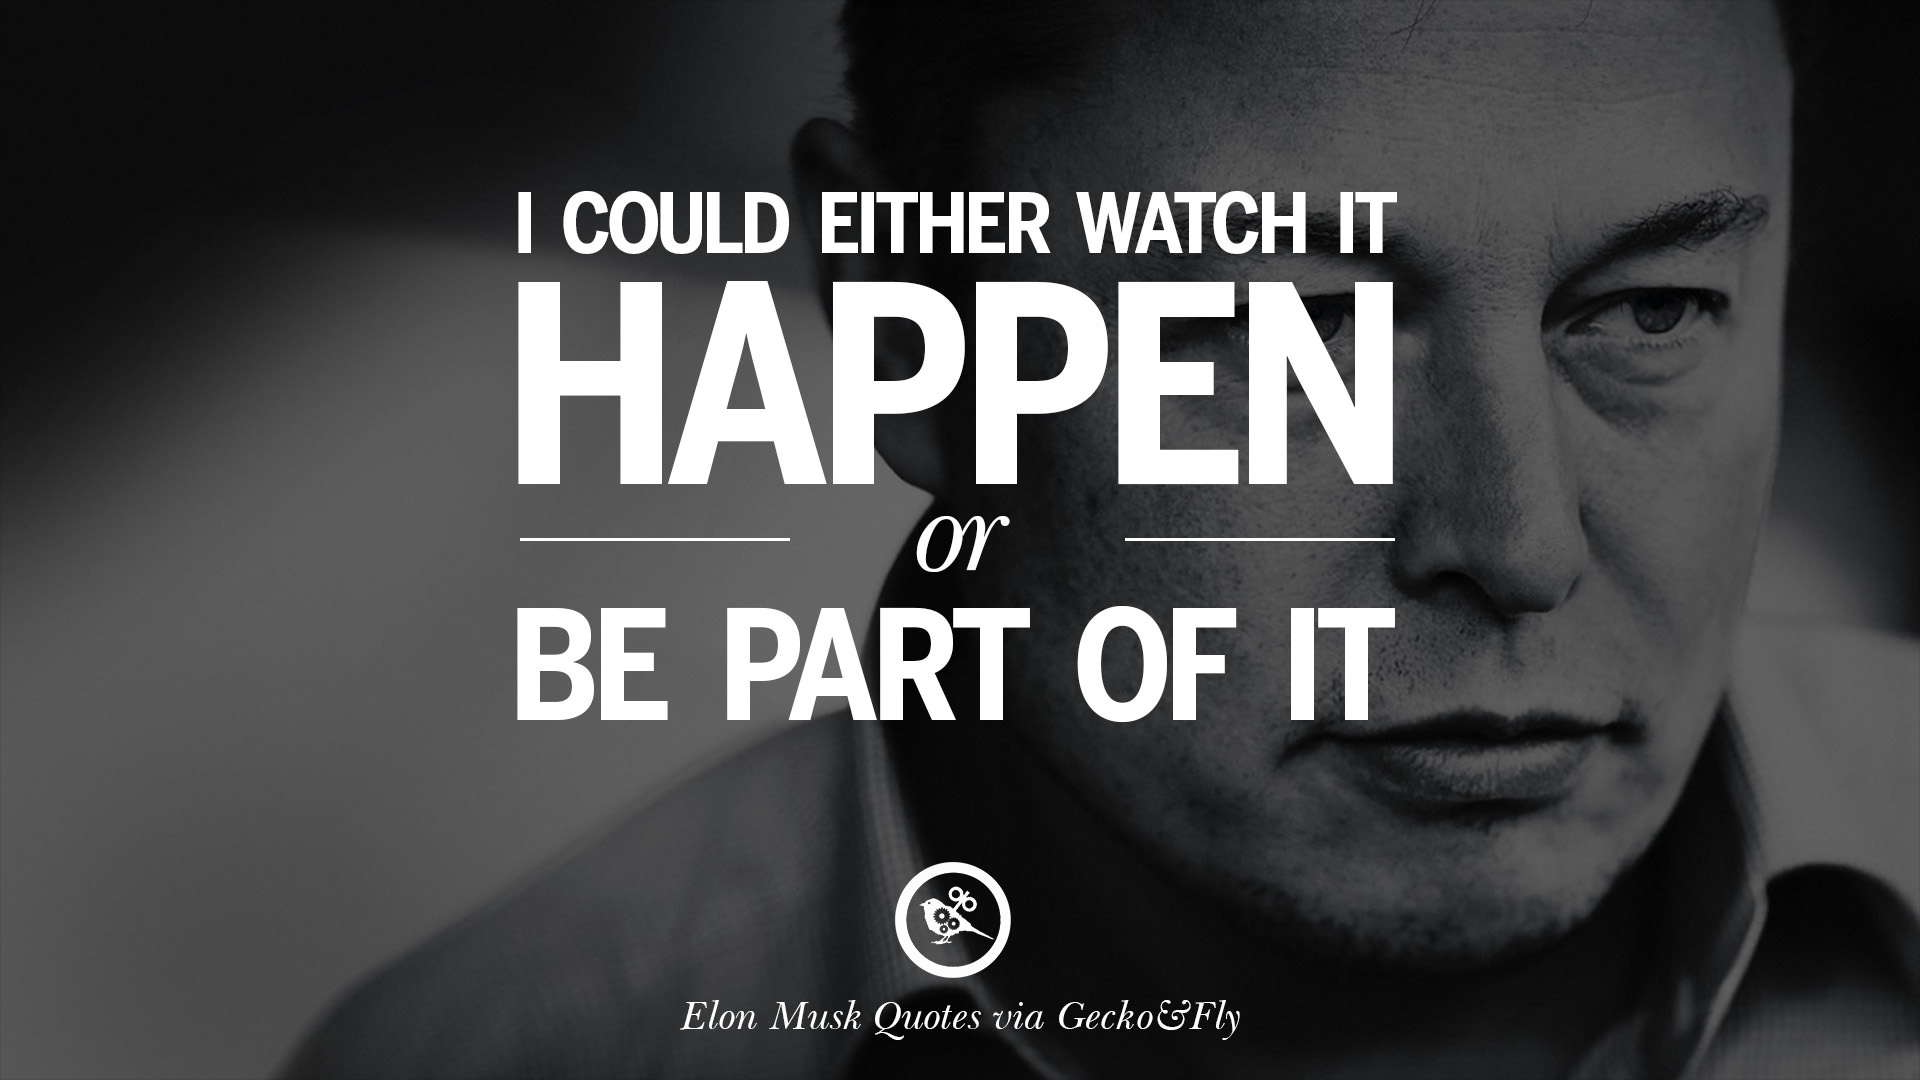 I COULD EITHER WATCH IT
HAPPEN
or
BE PART OF IT
Elon Musk Quotes via Gecko&Fly